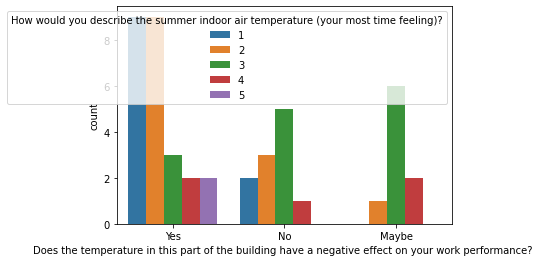 How would you describe the summer indoor air temperature (your most time feeling)?
1
2
3
4
5
8
6
4
2
0
count
Yes
No
Maybe
Does the temperature in this part of the building have a negative effect on your work performance?